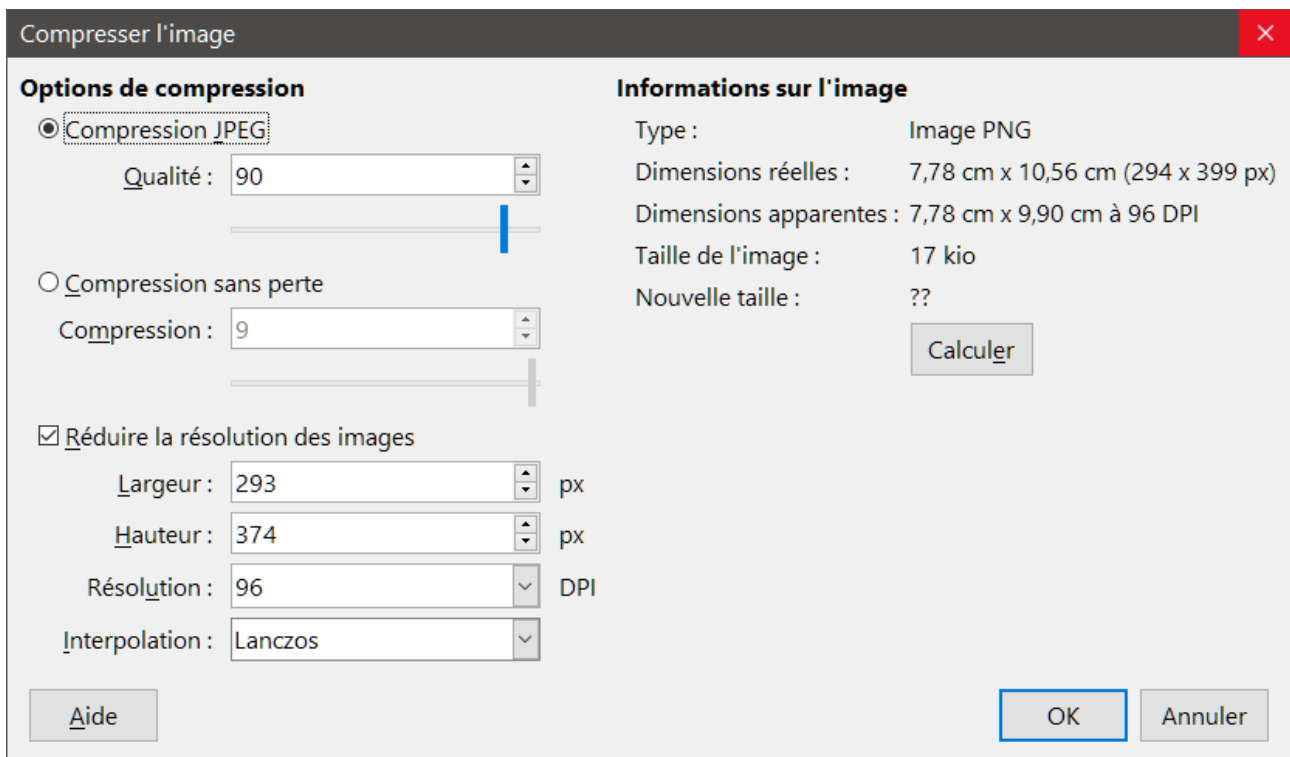 Compresser l'image
Options de compression
Compression JPEG
Qualité : 90
Compression sans perte
Compression : 9
Réduire la résolution des images
Largeur : 293 px
Hauteur : 374 px
Résolution : 96 DPI
Interpolation : Lanczos
Informations sur l'image
Type : Image PNG
Dimensions réelles : 7,78 cm x 10,56 cm (294 x 399 px)
Dimensions apparentes : 7,78 cm x 9,90 cm à 96 DPI
Taille de l'image : 17 kio
Nouvelle taille : ??
Calculer
Aide
OK
Annuler